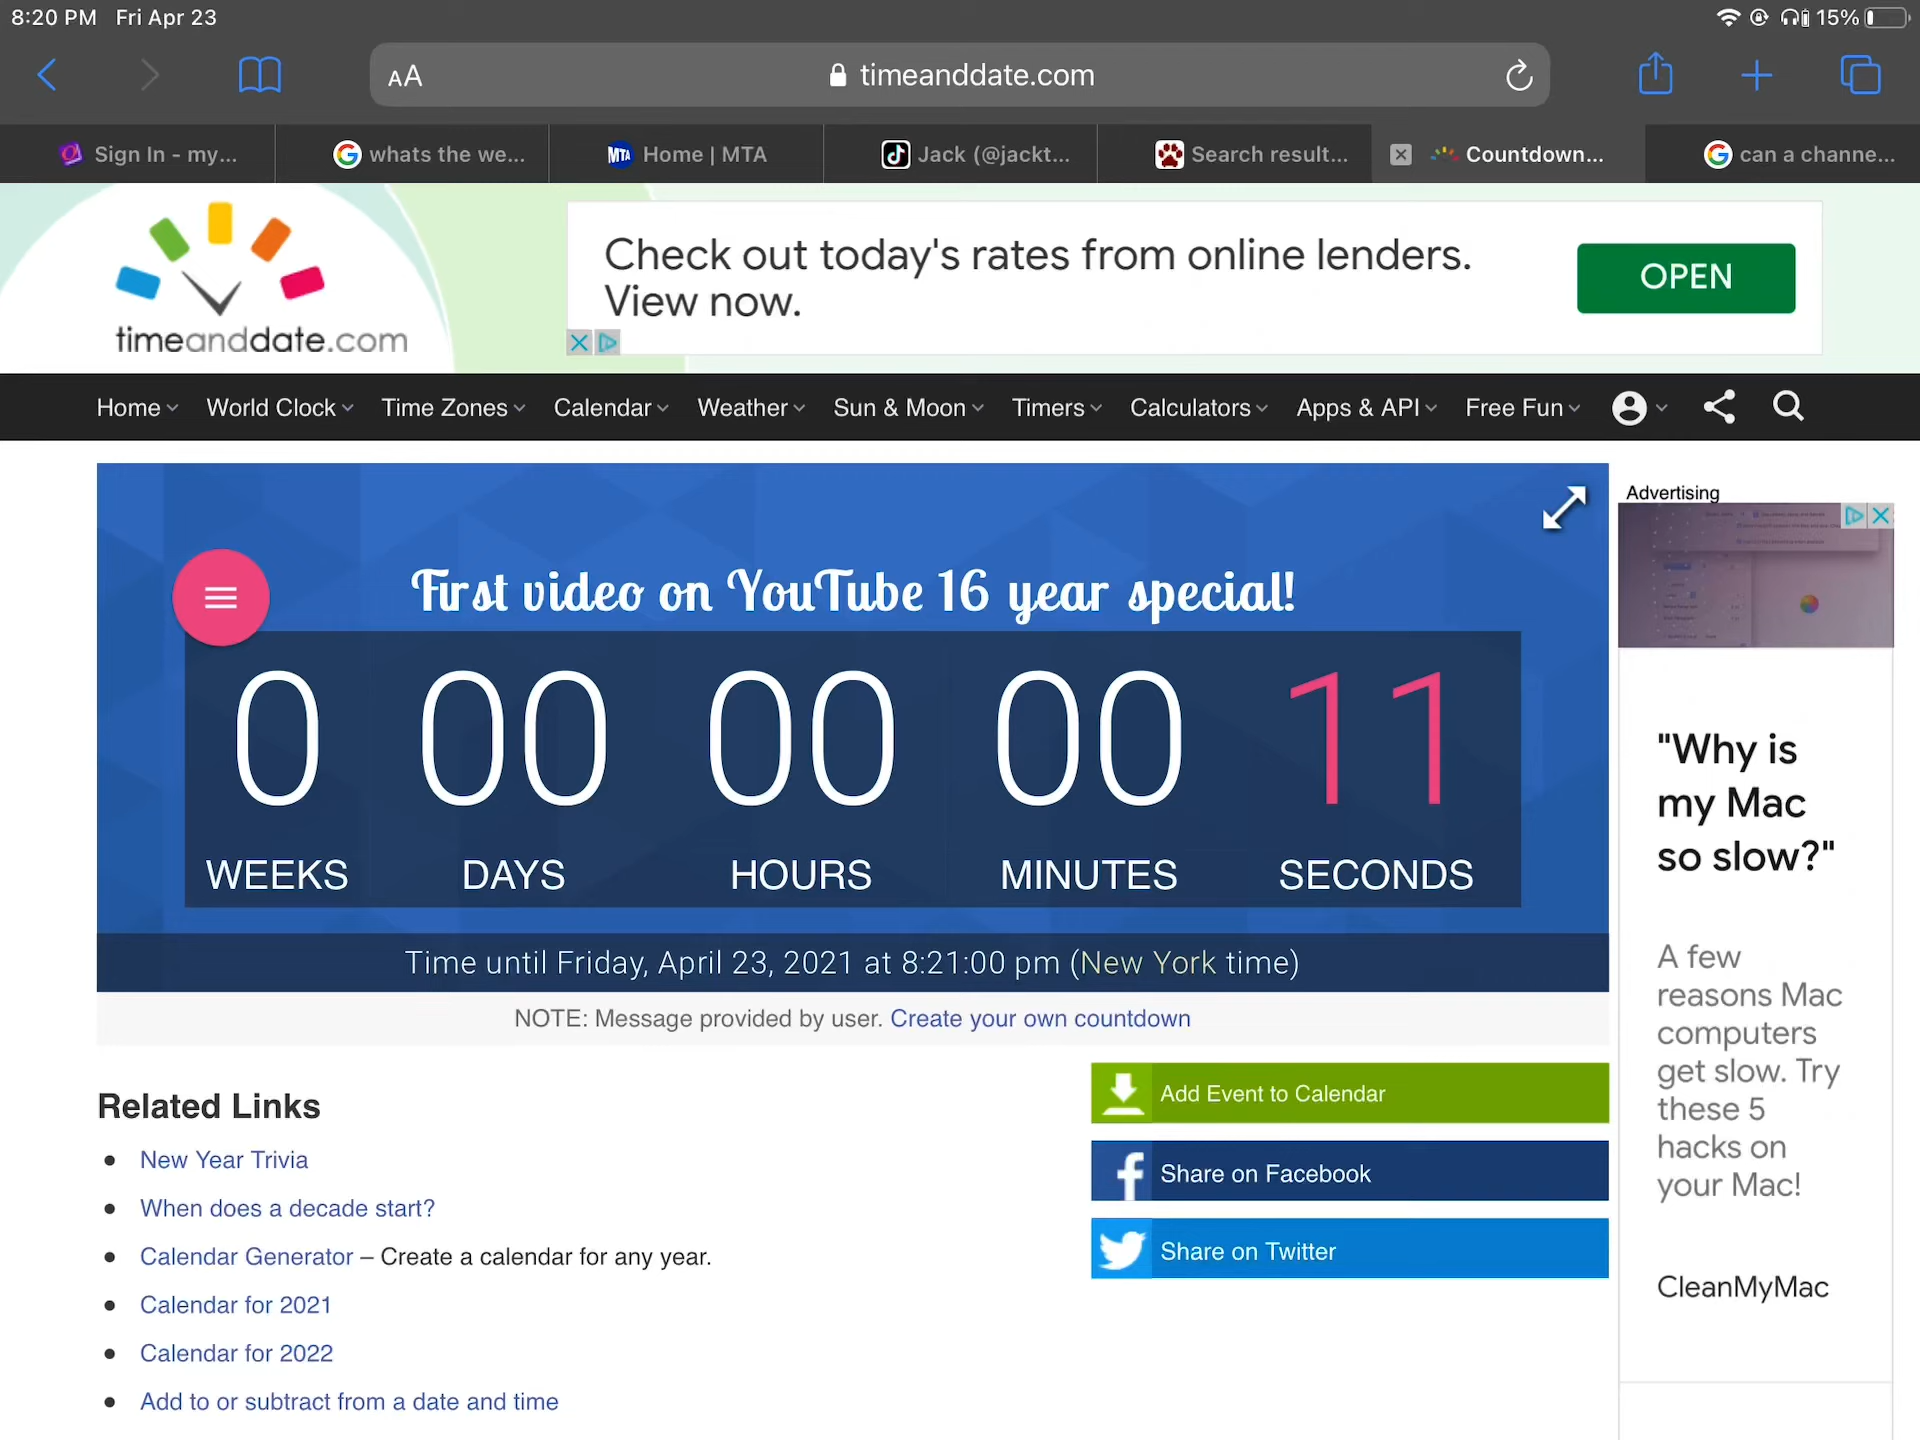 8:20 PM Fri Apr 23
15%
AA timeanddate.com
Sign In - my...
whats the we...
MTA Home | MTA
Jack (@jackt...
Search result...
Countdown...
can a channe...
timeanddate.com
Check out today's rates from online lenders.
View now.
OPEN
Home World Clock Time Zones Calendar Weather Sun & Moon Timers Calculators Apps & API Free Fun
First video on YouTube 16 year special!
0 00 00 00 11
WEEKS DAYS HOURS MINUTES SECONDS
Time until Friday, April 23, 2021 at 8:21:00 pm (New York time)
NOTE: Message provided by user. Create your own countdown
Related Links
New Year Trivia
When does a decade start?
Calendar Generator – Create a calendar for any year.
Calendar for 2021
Calendar for 2022
Add to or subtract from a date and time
Add Event to Calendar
Share on Facebook
Share on Twitter
Advertising
"Why is
my Mac
so slow?"
A few
reasons Mac
computers
get slow. Try
these 5
hacks on
your Mac!
CleanMyMac